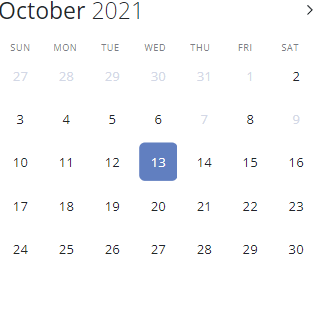 October 2021
SUN MON TUE WED THU FRI SAT
27 28 29 30 31 1 2
3 4 5 6 7 8 9
10 11 12 13 14 15 16
17 18 19 20 21 22 23
24 25 26 27 28 29 30